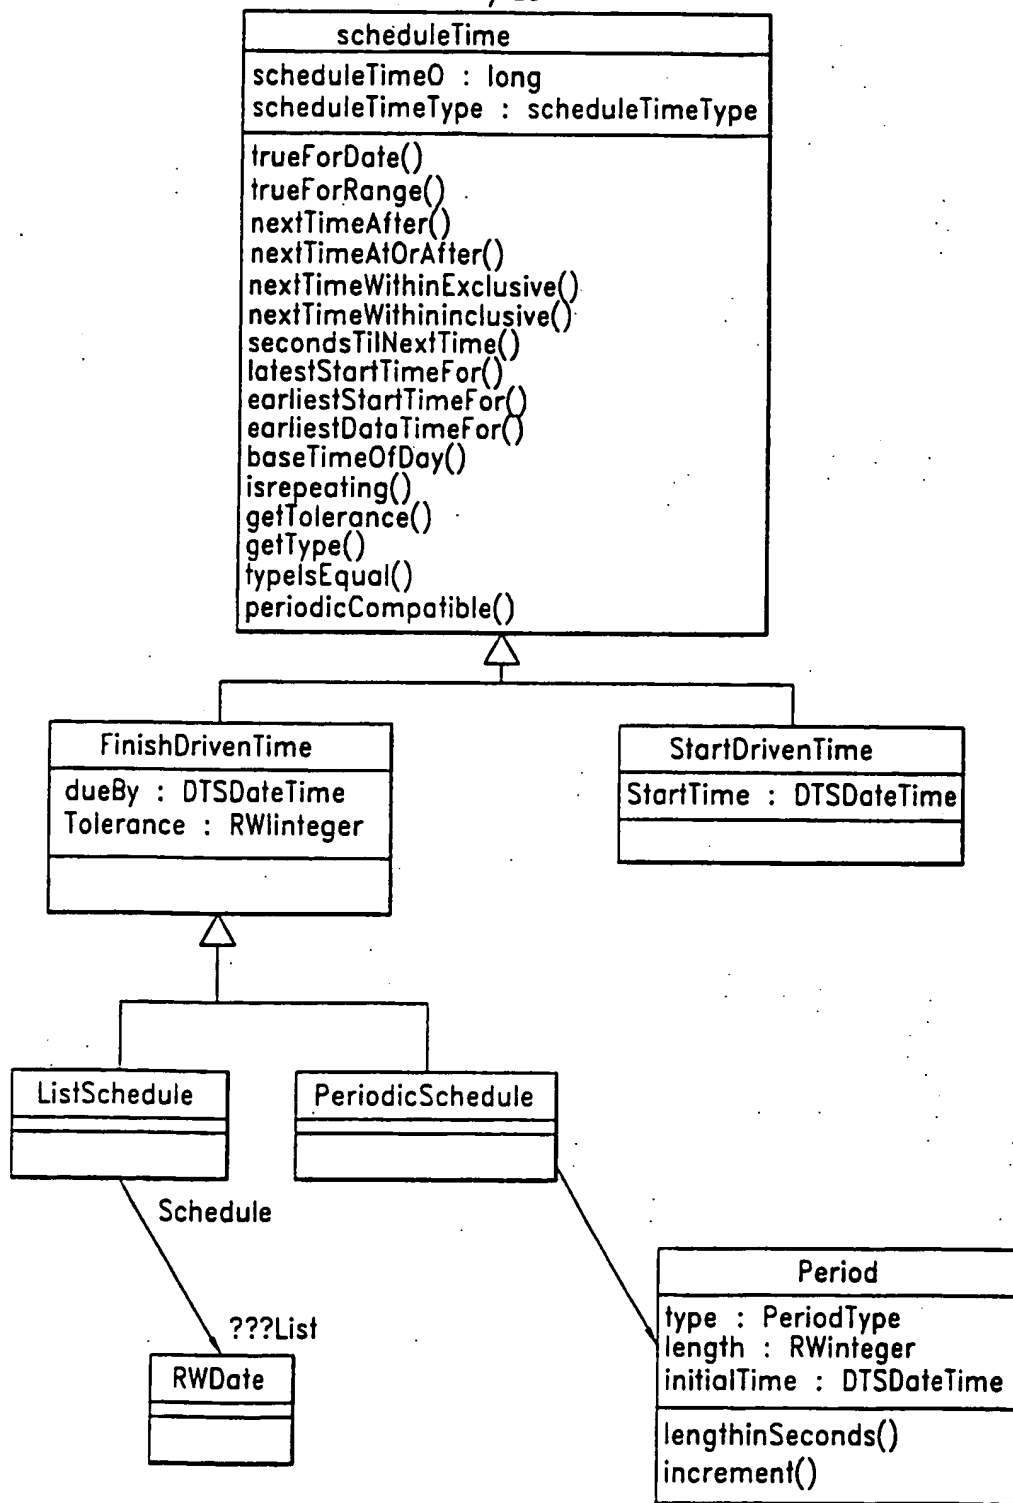 scheduleTime
scheduleTimeO : long
scheduleTimeType : scheduleTimeType
trueForDate()
trueForRange()
nextTimeAfter()
nextTimeAtOrAfter()
nextTimeWithinExclusive()
nextTimeWithininclusive()
secondsTilNextTime()
latestStartTimeFor()
earliestStartTimeFor()
earliestDataTimeFor()
baseTimeOfDay()
isrepeating()
getTolerance()
getType()
typeIsEqual()
periodicCompatible()
FinishDrivenTime
dueBy : DTSDateTime
Tolerance : RWlinteger
StartDrivenTime
StartTime : DTSDateTime
ListSchedule
PeriodicSchedule
Schedule
???List
RWDate
Period
type : PeriodType
length : RWinteger
initialTime : DTSDateTime
lengthinSeconds()
increment()